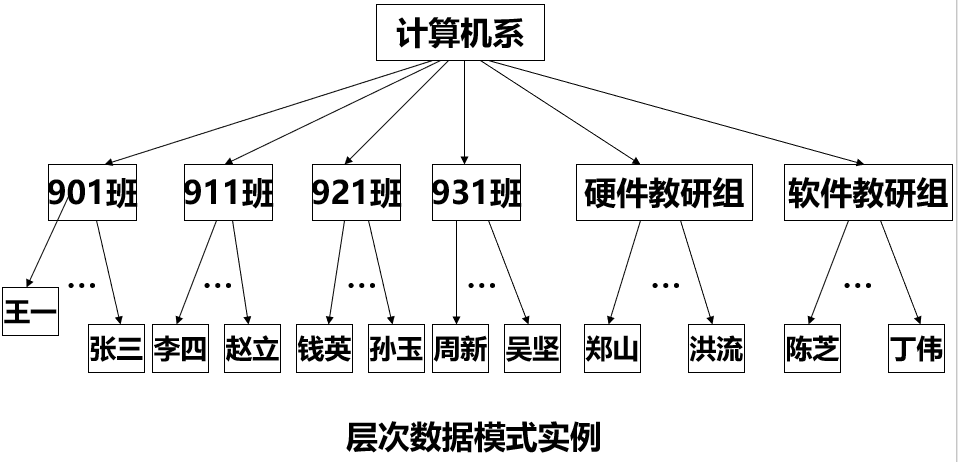 计算机系
901班 911班 921班 931班 硬件教研组 软件教研组
… … … … … …
王一
张三 李四 赵立 钱英 孙玉 周新 吴坚 郑山 洪流 陈芝 丁伟
层次数据模式实例